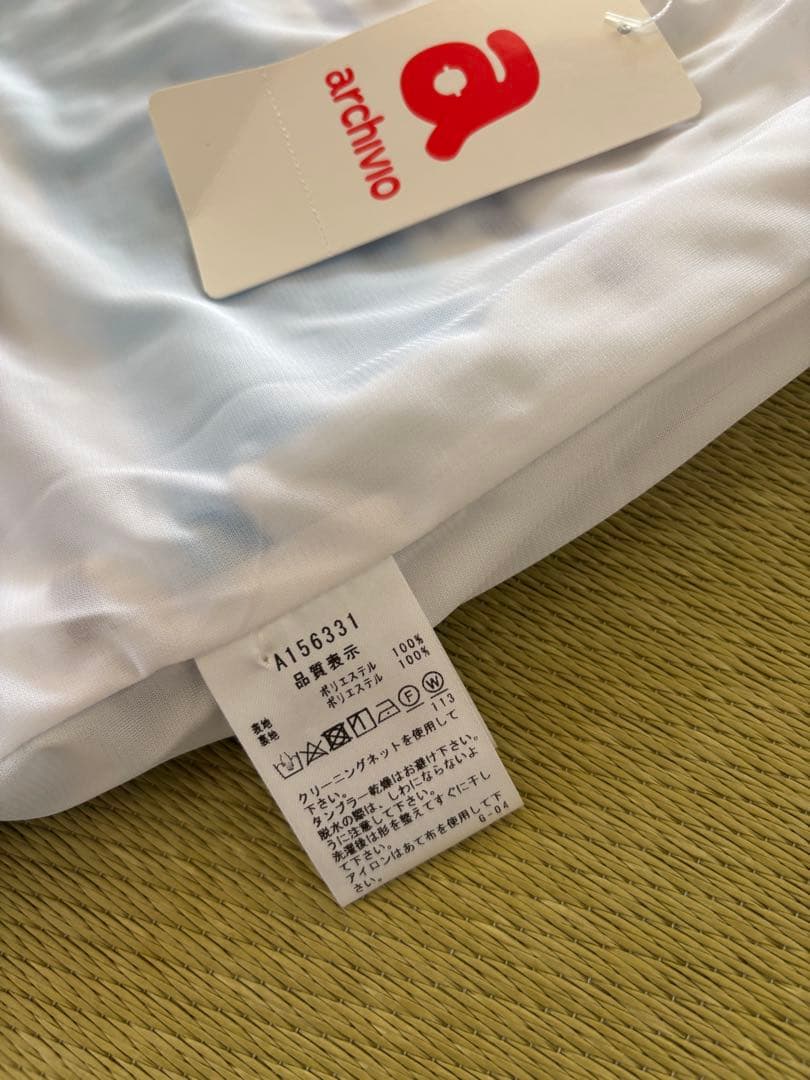 archivio
A156331
品質表示
表地 ポリエステル 100%
裏地 ポリエステル 100%
F W
113
クリーニングネットを使用して
下さい。
タンブラー乾燥はお避け下さい。
脱水の際は、しわにならないよ
うに注意して下さい。
洗濯後は形を整えてすぐに干し
て下さい。
アイロンはあて布を使用して下
さい。
G-04